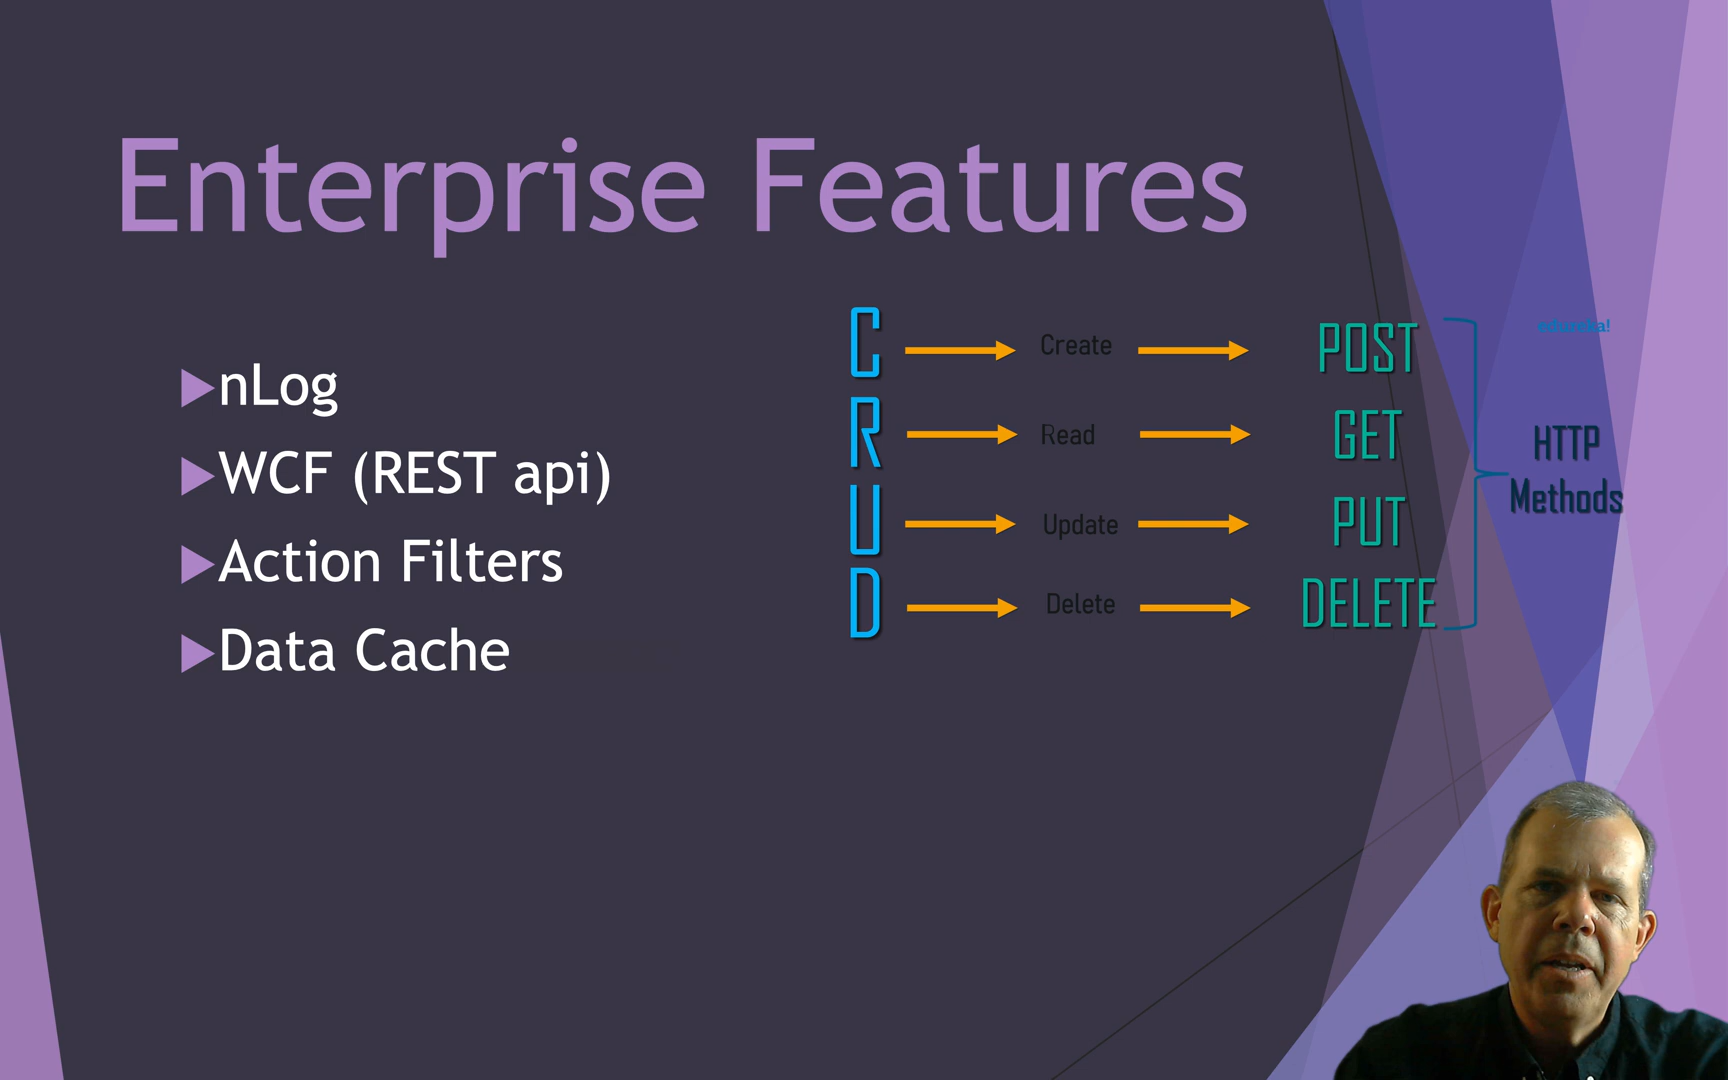 Enterprise Features
nLog
WCF (REST api)
Action Filters
Data Cache
C Create POST
R Read GET
U Update PUT
D Delete DELETE
edureka!
HTTP
Methods